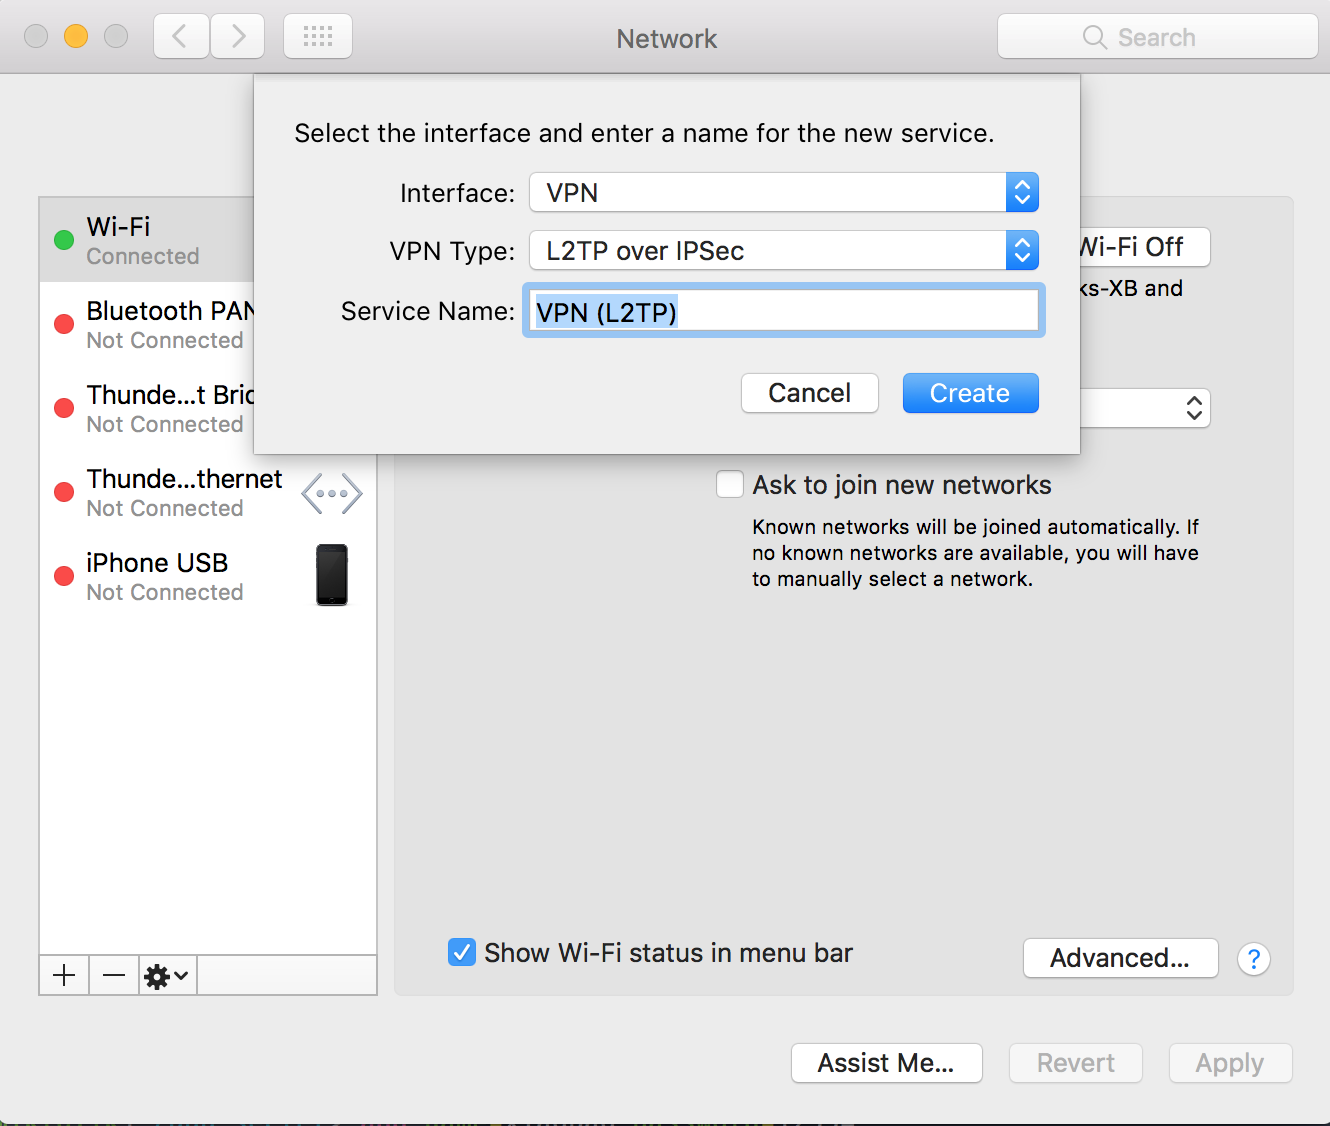 Network
Search
Select the interface and enter a name for the new service.
Interface: VPN
VPN Type: L2TP over IPSec
Service Name: VPN (L2TP)
Cancel Create
Wi-Fi
Connected
Bluetooth PAN
Not Connected
Thunde...t Bri
Not Connected
Thunde...thernet
Not Connected
iPhone USB
Not Connected
Wi-Fi Off
ks-XB and
Ask to join new networks
Known networks will be joined automatically. If
no known networks are available, you will have
to manually select a network.
Show Wi-Fi status in menu bar
Advanced...
?
Assist Me...
Revert
Apply